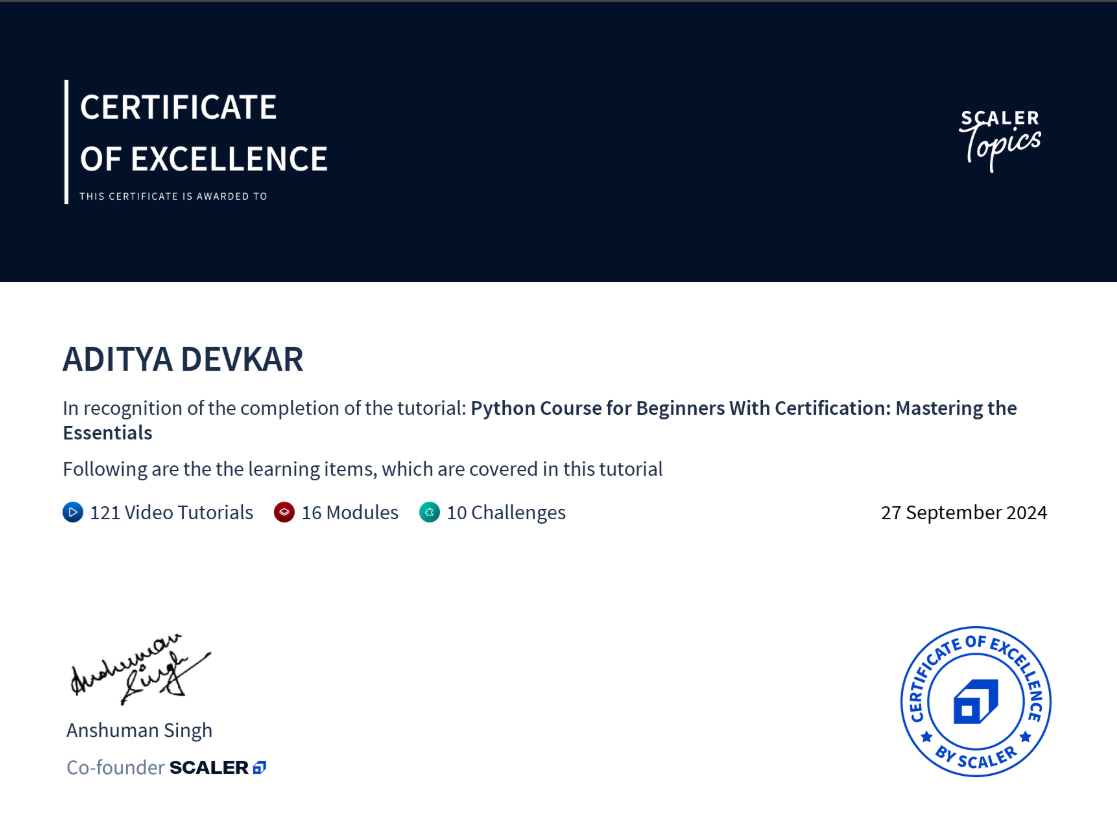 CERTIFICATE
OF EXCELLENCE
THIS CERTIFICATE IS AWARDED TO
SCALER
Topics
ADITYA DEVKAR
In recognition of the completion of the tutorial: Python Course for Beginners With Certification: Mastering the
Essentials
Following are the the learning items, which are covered in this tutorial
121 Video Tutorials 16 Modules 10 Challenges 27 September 2024
Anshuman
Singh
Anshuman Singh
Co-founder SCALER
CERTIFICATE OF EXCELLENCE
BY SCALER